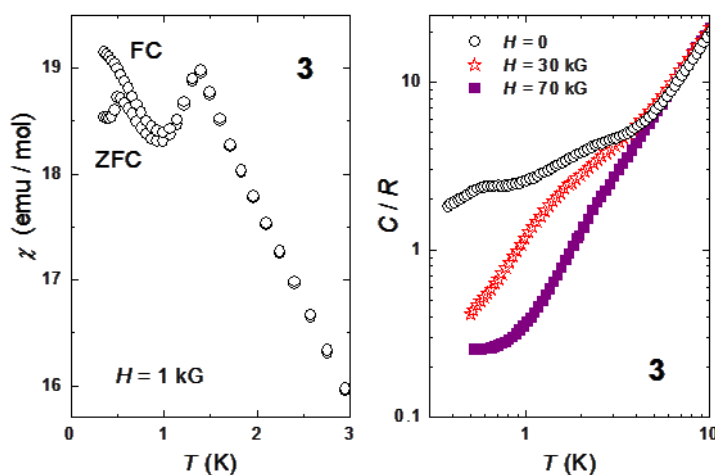 FC
ZFC
3
H = 1 kG
χ (emu / mol)
19
18
17
16
0
1
2
3
T (K)
H = 0
H = 30 kG
H = 70 kG
3
C / R
10
1
0.1
1
10
T (K)